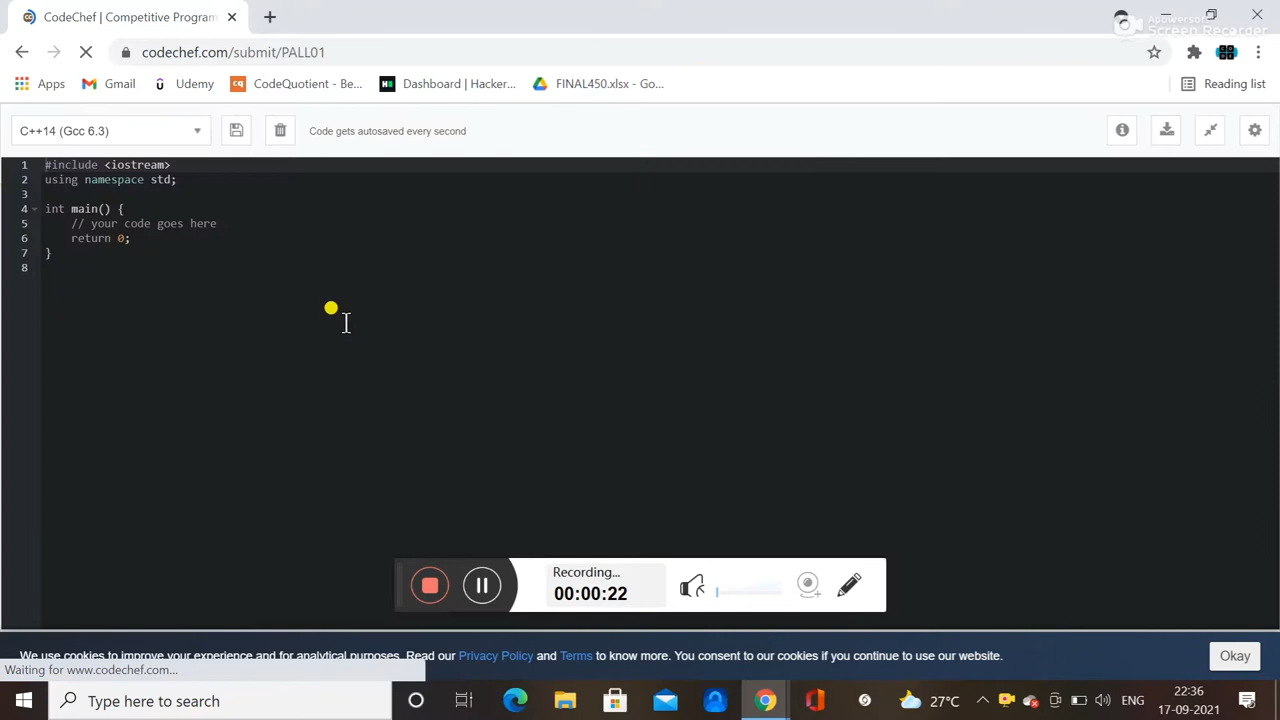 CodeChef | Competitive Program
Apowersoft
Screen Recorder
codechef.com/submit/PALL01
Apps
Gmail
Udemy
cq
CodeQuotient - Be...
Dashboard | Hacker...
FINAL450.xlsx - Go...
Reading list
C++14 (Gcc 6.3)
Code gets autosaved every second
1 #include <iostream>
2 using namespace std;
3
4 int main() {
5 // your code goes here
6 return 0;
7 }
8
Recording...
00:00:22
We use cookies to improve your experience and for analytical purposes. Read our Privacy Policy and Terms to know more. You consent to our cookies if you continue to use our website.
Okay
Waiting for www.codechef.com...
Type here to search
27°C
ENG
22:36
17-09-2021